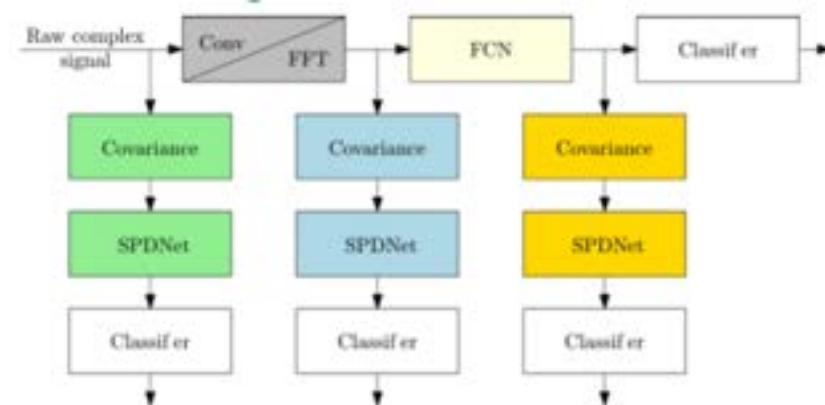 Raw complex
signal
Conv
FFT
FCN
Classif er
Covariance
Covariance
Covariance
SPDNet
SPDNet
SPDNet
Classif er
Classif er
Classif er